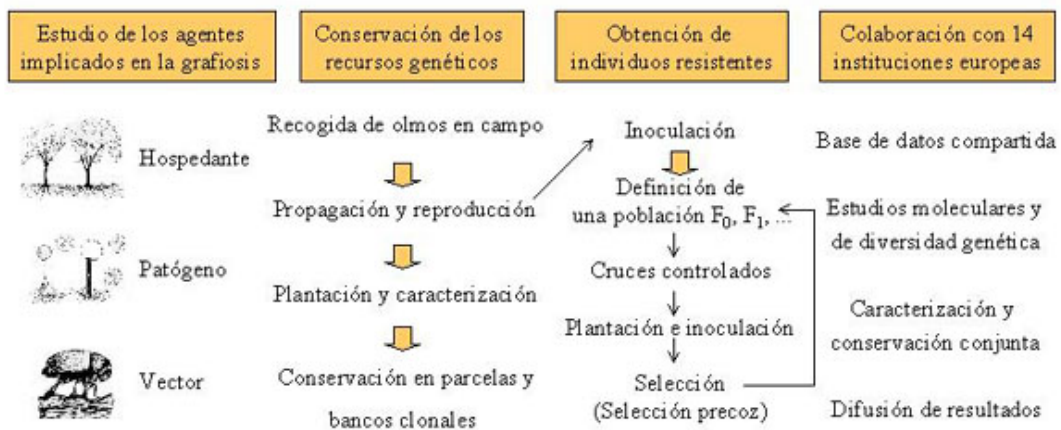 Estudio de los agentes
implicados en la grafiosis
Hospedante
Patógeno
Vector
Conservación de los
recursos genéticos
Recogida de olmos en campo
Propagación y reproducción
Plantación y caracterización
Conservación en parcelas y
bancos clonales
Obtención de
individuos resistentes
Inoculación
Definición de
una población F₀, F₁, ...
Cruces controlados
Plantación e inoculación
Selección
(Selección precoz)
Colaboración con 14
instituciones europeas
Base de datos compartida
Estudios moleculares y
de diversidad genética
Caracterización y
conservación conjunta
Difusión de resultados